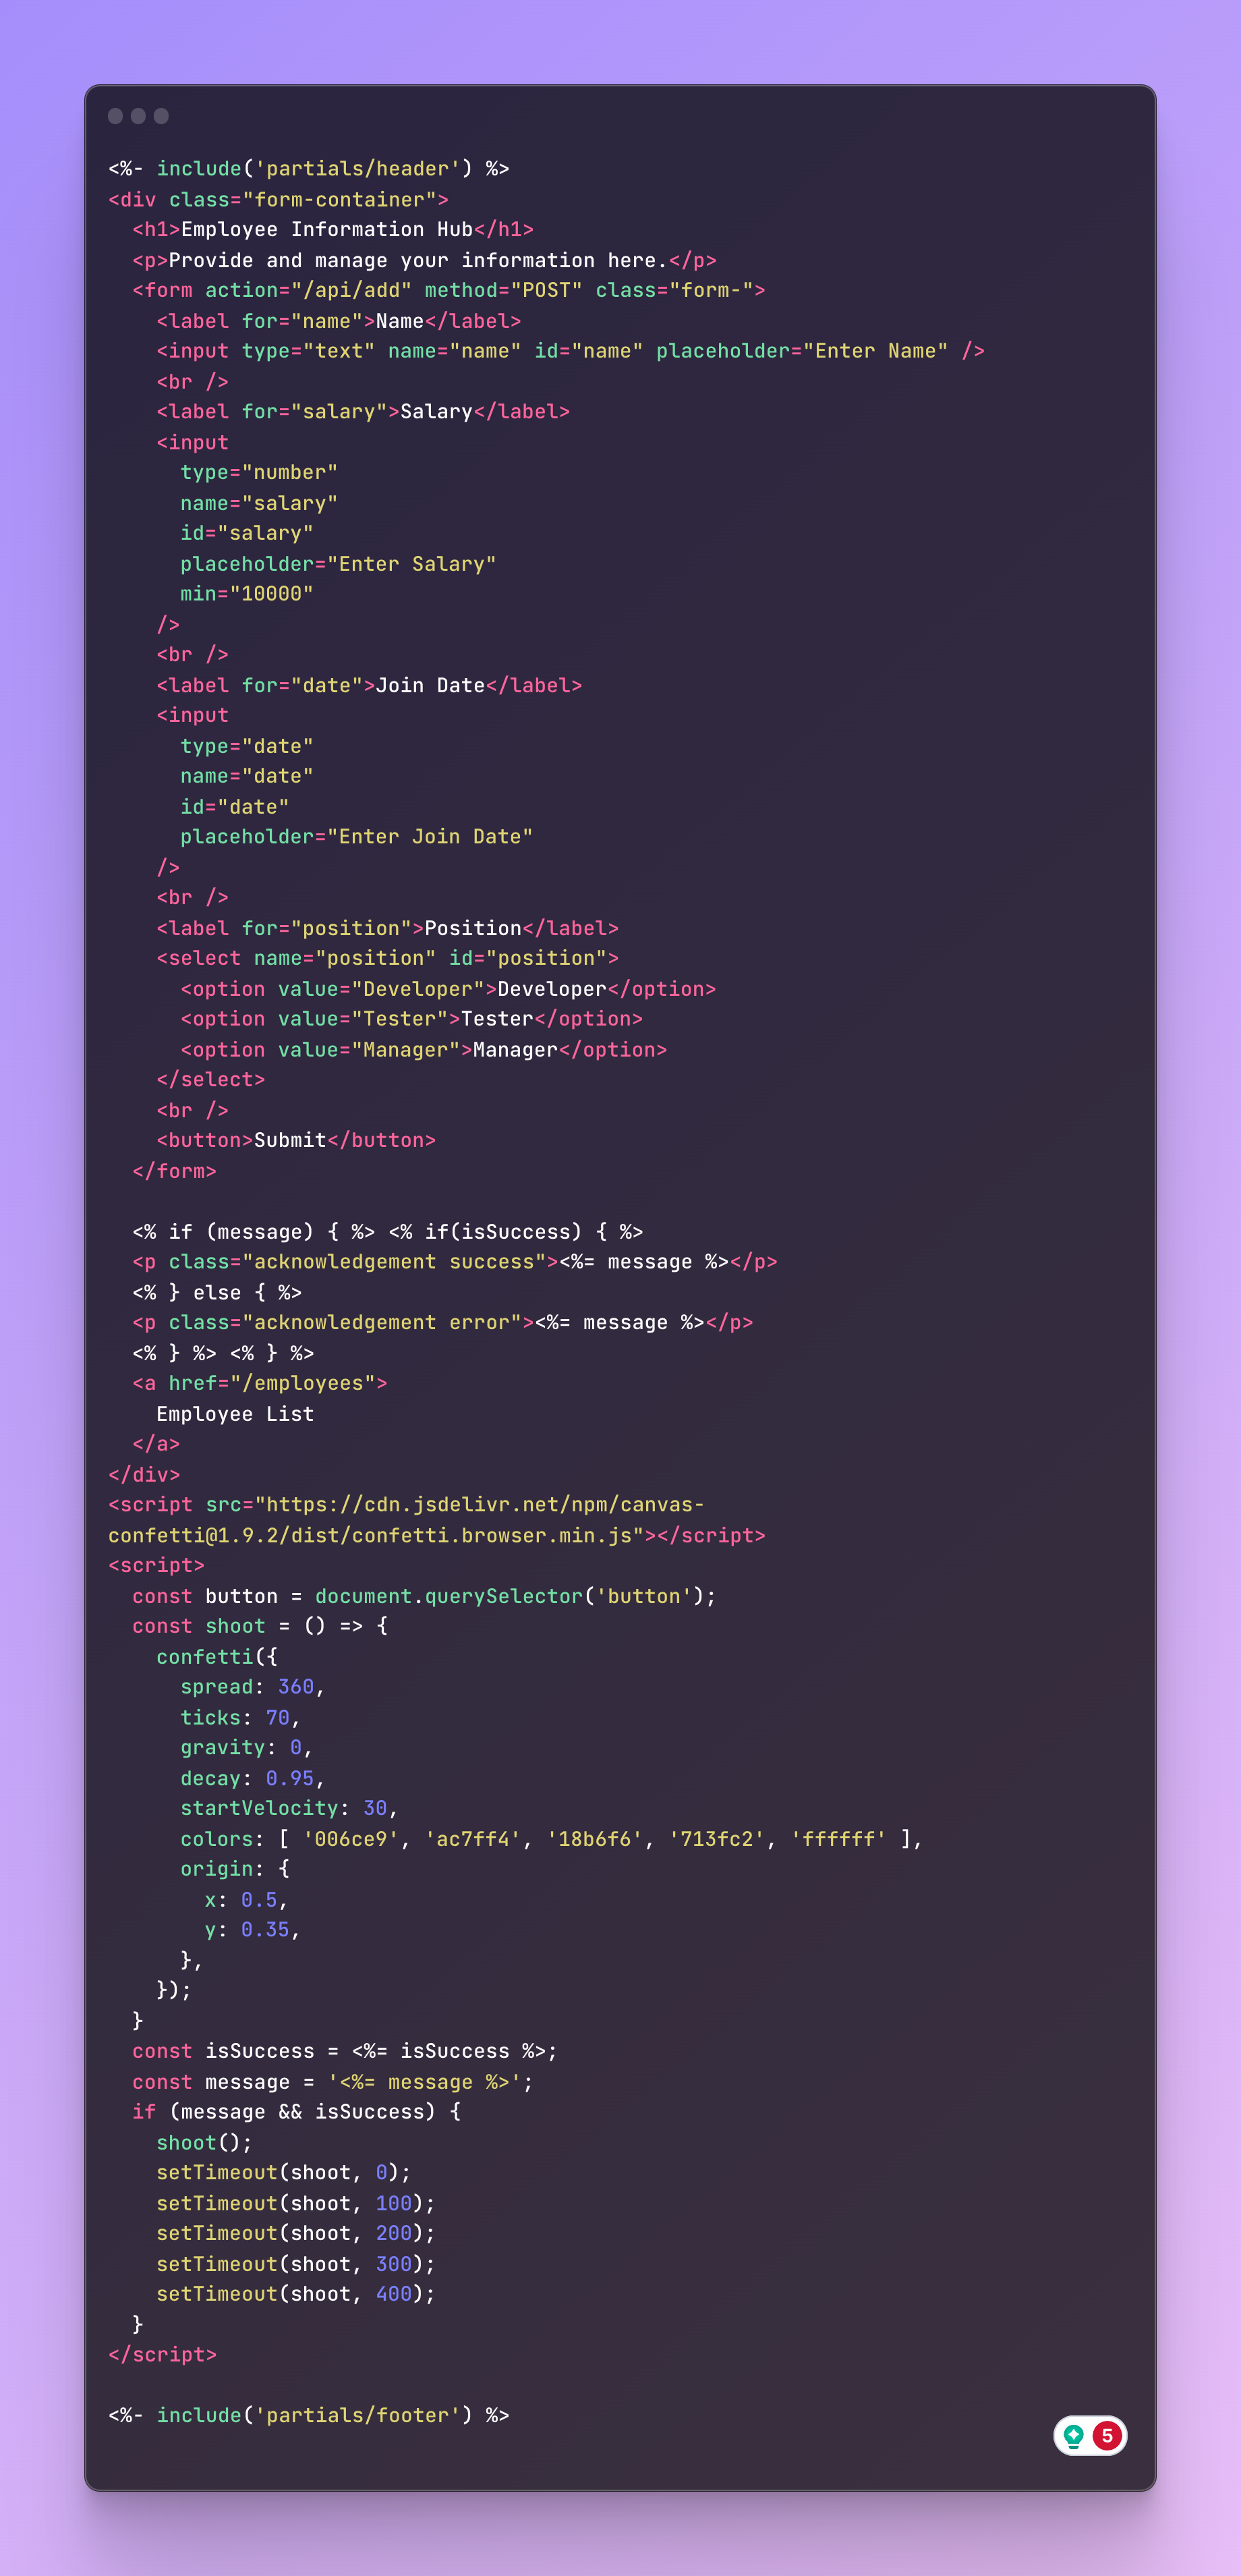 <%- include('partials/header') %>
<div class="form-container">
  <h1>Employee Information Hub</h1>
  <p>Provide and manage your information here.</p>
  <form action="/api/add" method="POST" class="form-">
    <label for="name">Name</label>
    <input type="text" name="name" id="name" placeholder="Enter Name" />
    <br />
    <label for="salary">Salary</label>
    <input
      type="number"
      name="salary"
      id="salary"
      placeholder="Enter Salary"
      min="10000"
    />
    <br />
    <label for="date">Join Date</label>
    <input
      type="date"
      name="date"
      id="date"
      placeholder="Enter Join Date"
    />
    <br />
    <label for="position">Position</label>
    <select name="position" id="position">
      <option value="Developer">Developer</option>
      <option value="Tester">Tester</option>
      <option value="Manager">Manager</option>
    </select>
    <br />
    <button>Submit</button>
  </form>

  <% if (message) { %> <% if(isSuccess) { %>
  <p class="acknowledgement success"><%= message %></p>
  <% } else { %>
  <p class="acknowledgement error"><%= message %></p>
  <% } %> <% } %>
  <a href="/employees">
    Employee List
  </a>
</div>
<script src="https://cdn.jsdelivr.net/npm/canvas-
confetti@1.9.2/dist/confetti.browser.min.js"></script>
<script>
  const button = document.querySelector('button');
  const shoot = () => {
    confetti({
      spread: 360,
      ticks: 70,
      gravity: 0,
      decay: 0.95,
      startVelocity: 30,
      colors: [ '006ce9', 'ac7ff4', '18b6f6', '713fc2', 'ffffff' ],
      origin: {
        x: 0.5,
        y: 0.35,
      },
    });
  }
  const isSuccess = <%= isSuccess %>;
  const message = '<%= message %>';
  if (message && isSuccess) {
    shoot();
    setTimeout(shoot, 0);
    setTimeout(shoot, 100);
    setTimeout(shoot, 200);
    setTimeout(shoot, 300);
    setTimeout(shoot, 400);
  }
</script>

<%- include('partials/footer') %>
5